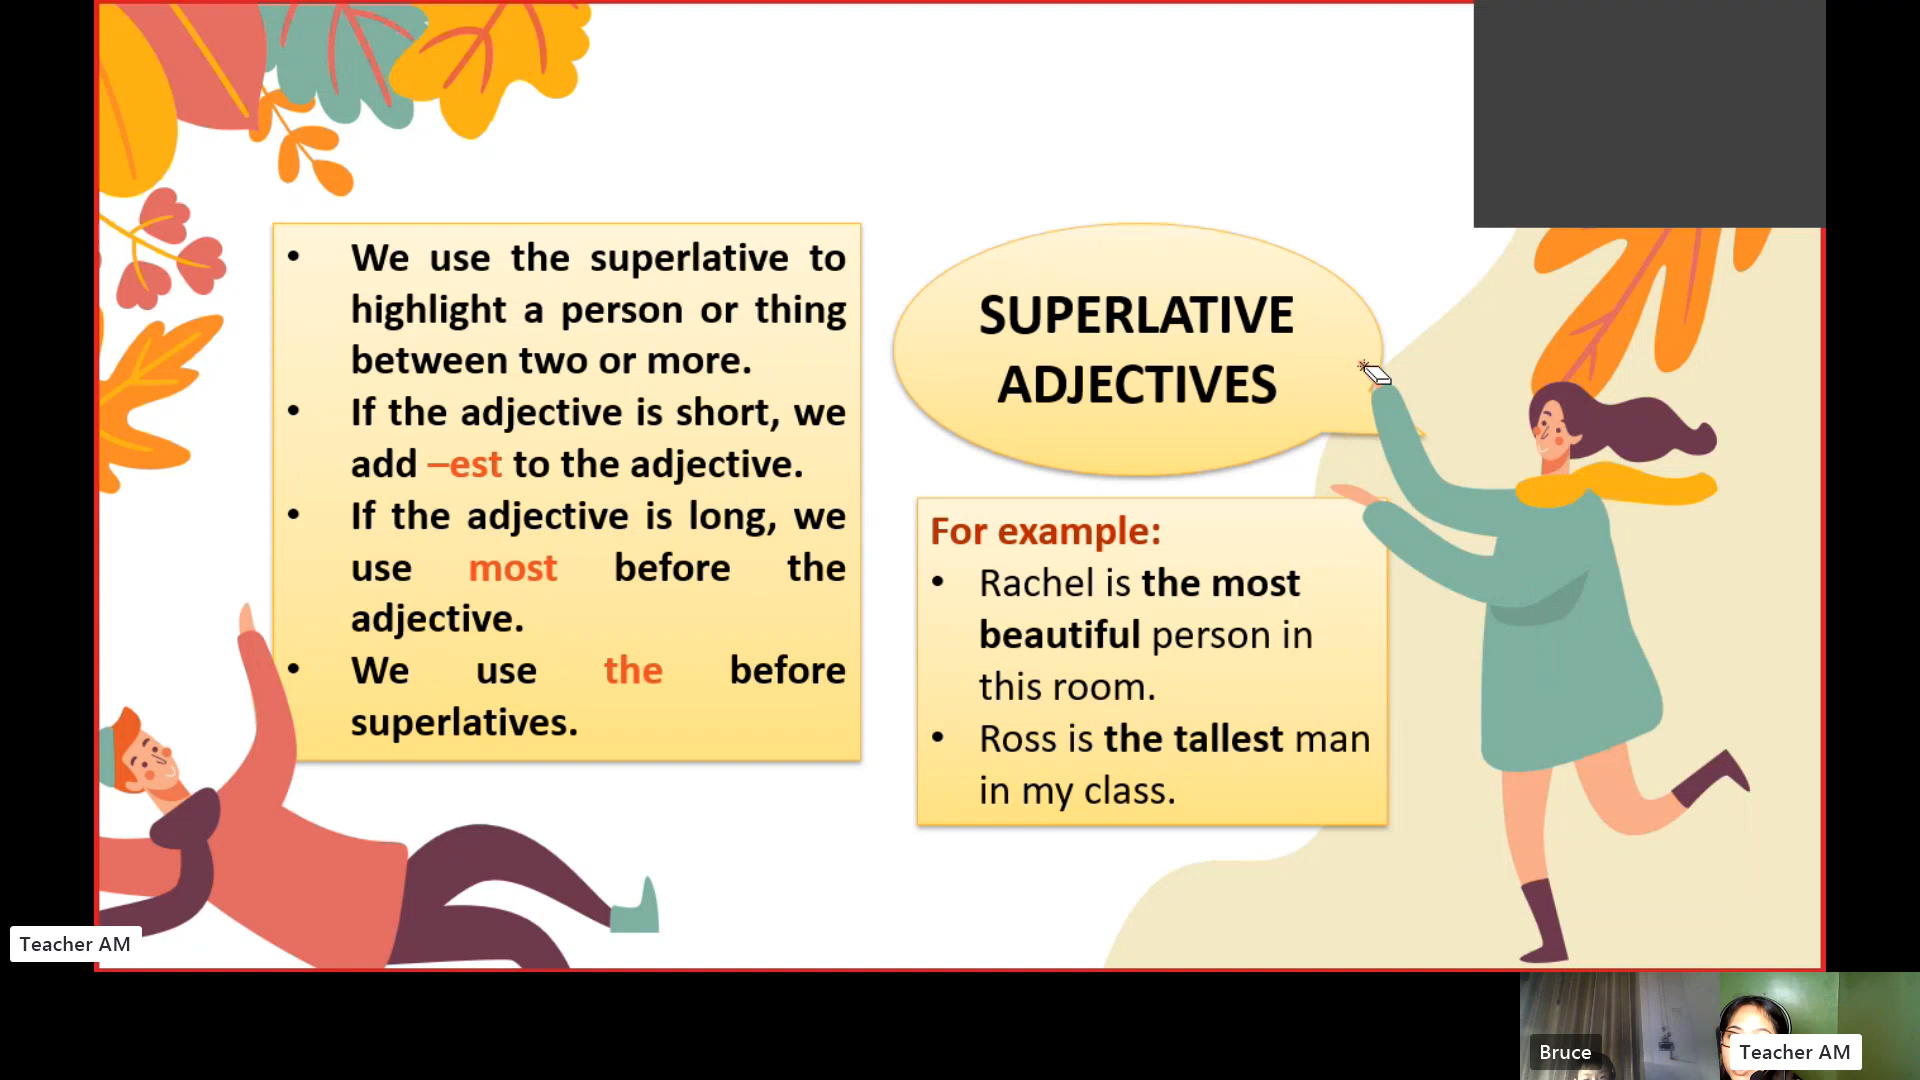 • We use the superlative to
highlight a person or thing
between two or more.
• If the adjective is short, we
add –est to the adjective.
• If the adjective is long, we
use most before the
adjective.
• We use the before
superlatives.
SUPERLATIVE
ADJECTIVES
For example:
• Rachel is the most
beautiful person in
this room.
• Ross is the tallest man
in my class.
Teacher AM
Bruce
Teacher AM